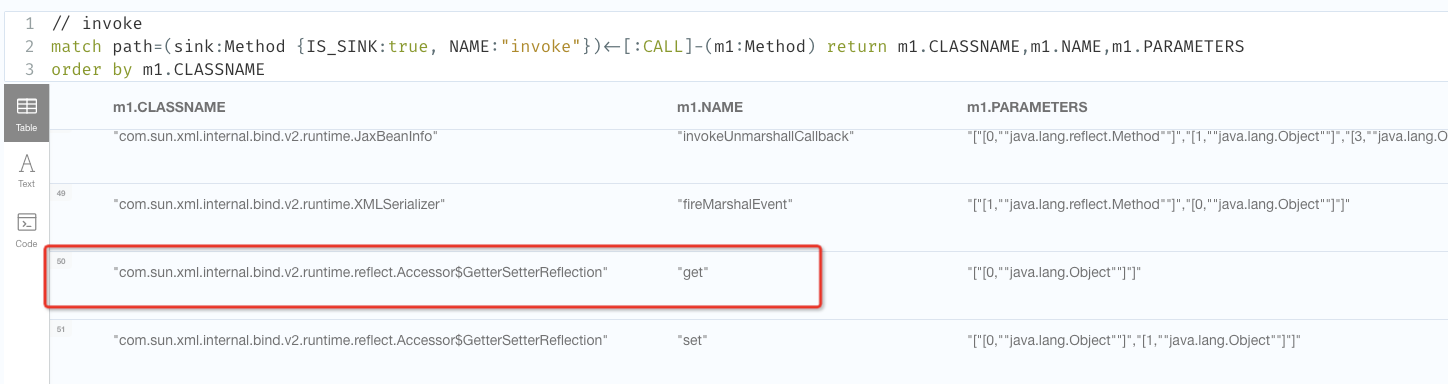 1 // invoke
2 match path=(sink:Method {IS_SINK:true, NAME:"invoke"})<-[:CALL]-(m1:Method) return m1.CLASSNAME,m1.NAME,m1.PARAMETERS
3 order by m1.CLASSNAME
m1.CLASSNAME m1.NAME m1.PARAMETERS
Table
"com.sun.xml.internal.bind.v2.runtime.JaxBeanInfo" "invokeUnmarshallCallback" "["[0,""java.lang.reflect.Method""]","[1,""java.lang.Object""]","[3,""java.lang.O
Text
49
"com.sun.xml.internal.bind.v2.runtime.XMLSerializer" "fireMarshalEvent" "["[1,""java.lang.reflect.Method""]","[0,""java.lang.Object""]"]"
Code
50
"com.sun.xml.internal.bind.v2.runtime.reflect.Accessor$GetterSetterReflection" "get" "["[0,""java.lang.Object""]"]"
51
"com.sun.xml.internal.bind.v2.runtime.reflect.Accessor$GetterSetterReflection" "set" "["[0,""java.lang.Object""]","[1,""java.lang.Object""]"]"